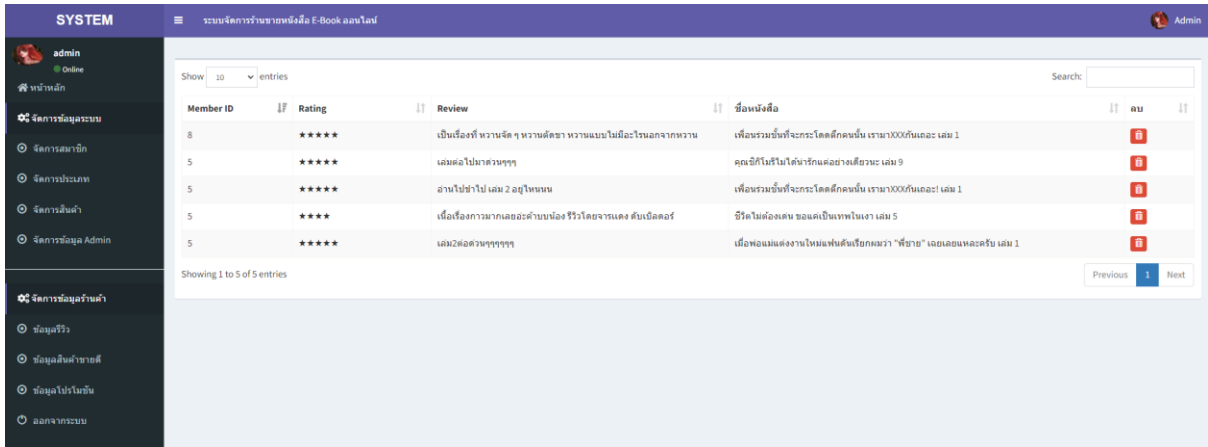 SYSTEM
ระบบจัดการร้านขายหนังสือ E-Book ออนไลน์
Admin
admin
Online
หน้าหลัก
จัดการข้อมูลระบบ
จัดการสมาชิก
จัดการประเภท
จัดการสินค้า
จัดการข้อมูล Admin
จัดการข้อมูลร้านค้า
ข้อมูลรีวิว
ข้อมูลสินค้าขายดี
ข้อมูลโปรโมชัน
ออกจากระบบ
Show 10 entries
Search:
Member ID Rating Review ชื่อหนังสือ ลบ
8 ★★★★★ เป็นเรื่องที่ หวานจัด ๆ หวานตัดขา หวานแบบไม่มีอะไรนอกจากหวาน เพื่อนร่วมชั้นที่จะกระโดดตึกคนนั้น เรามาXXXกันเถอะ เล่ม 1
5 ★★★★★ เล่มต่อไปมาด่วนๆๆๆ คุณชิกิโมริไม่ได้น่ารักแค่อย่างเดียวนะ เล่ม 9
5 ★★★★★ อ่านไปขำไป เล่ม 2 อยู่ไหนนน เพื่อนร่วมชั้นที่จะกระโดดตึกคนนั้น เรามาXXXกันเถอะ! เล่ม 1
5 ★★★★ เนื้อเรื่องกาวมากเลยอะค่าบบน้อง รีวิวโดยจารแดง ดับเบิลดอร์ ชีวิตไม่ต้องเด่น ขอแค่เป็นเทพในเงา เล่ม 5
5 ★★★★★ เล่ม2ต่อด่วนๆๆๆๆๆๆ เมื่อพ่อแม่แต่งงานใหม่แฟนดันเรียกผมว่า "พี่ชาย" เฉยเลยแหละครับ เล่ม 1
Showing 1 to 5 of 5 entries
Previous 1 Next